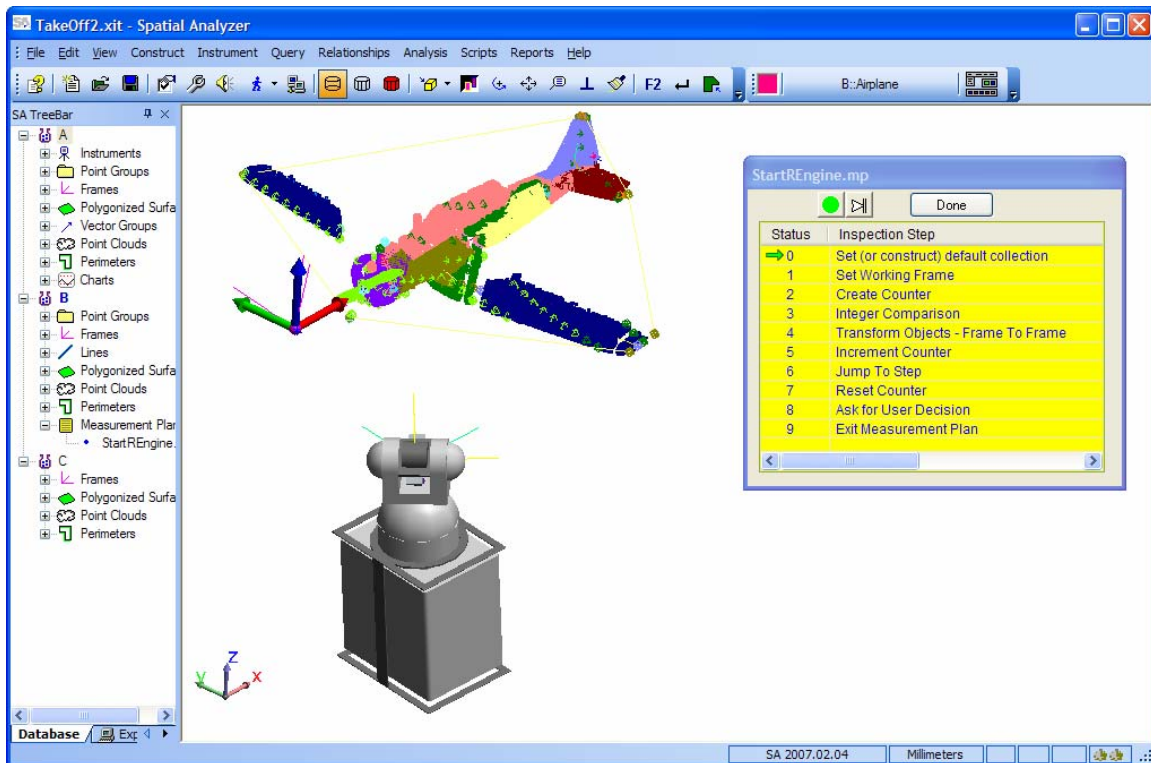 SA TakeOff2.xit - Spatial Analyzer
File Edit View Construct Instrument Query Relationships Analysis Scripts Reports Help
F2 B::Airplane
SA TreeBar
A
Instruments
Point Groups
Frames
Polygonized Surfa
Vector Groups
Point Clouds
Perimeters
Charts
B
Point Groups
Frames
Lines
Polygonized Surfa
Point Clouds
Perimeters
Measurement Plar
StartREngine.
C
Frames
Polygonized Surfa
Point Clouds
Perimeters
Database Exp
Z
Y X
StartREngine.mp
Done
Status Inspection Step
0 Set (or construct) default collection
1 Set Working Frame
2 Create Counter
3 Integer Comparison
4 Transform Objects - Frame To Frame
5 Increment Counter
6 Jump To Step
7 Reset Counter
8 Ask for User Decision
9 Exit Measurement Plan
SA 2007.02.04 Millimeters